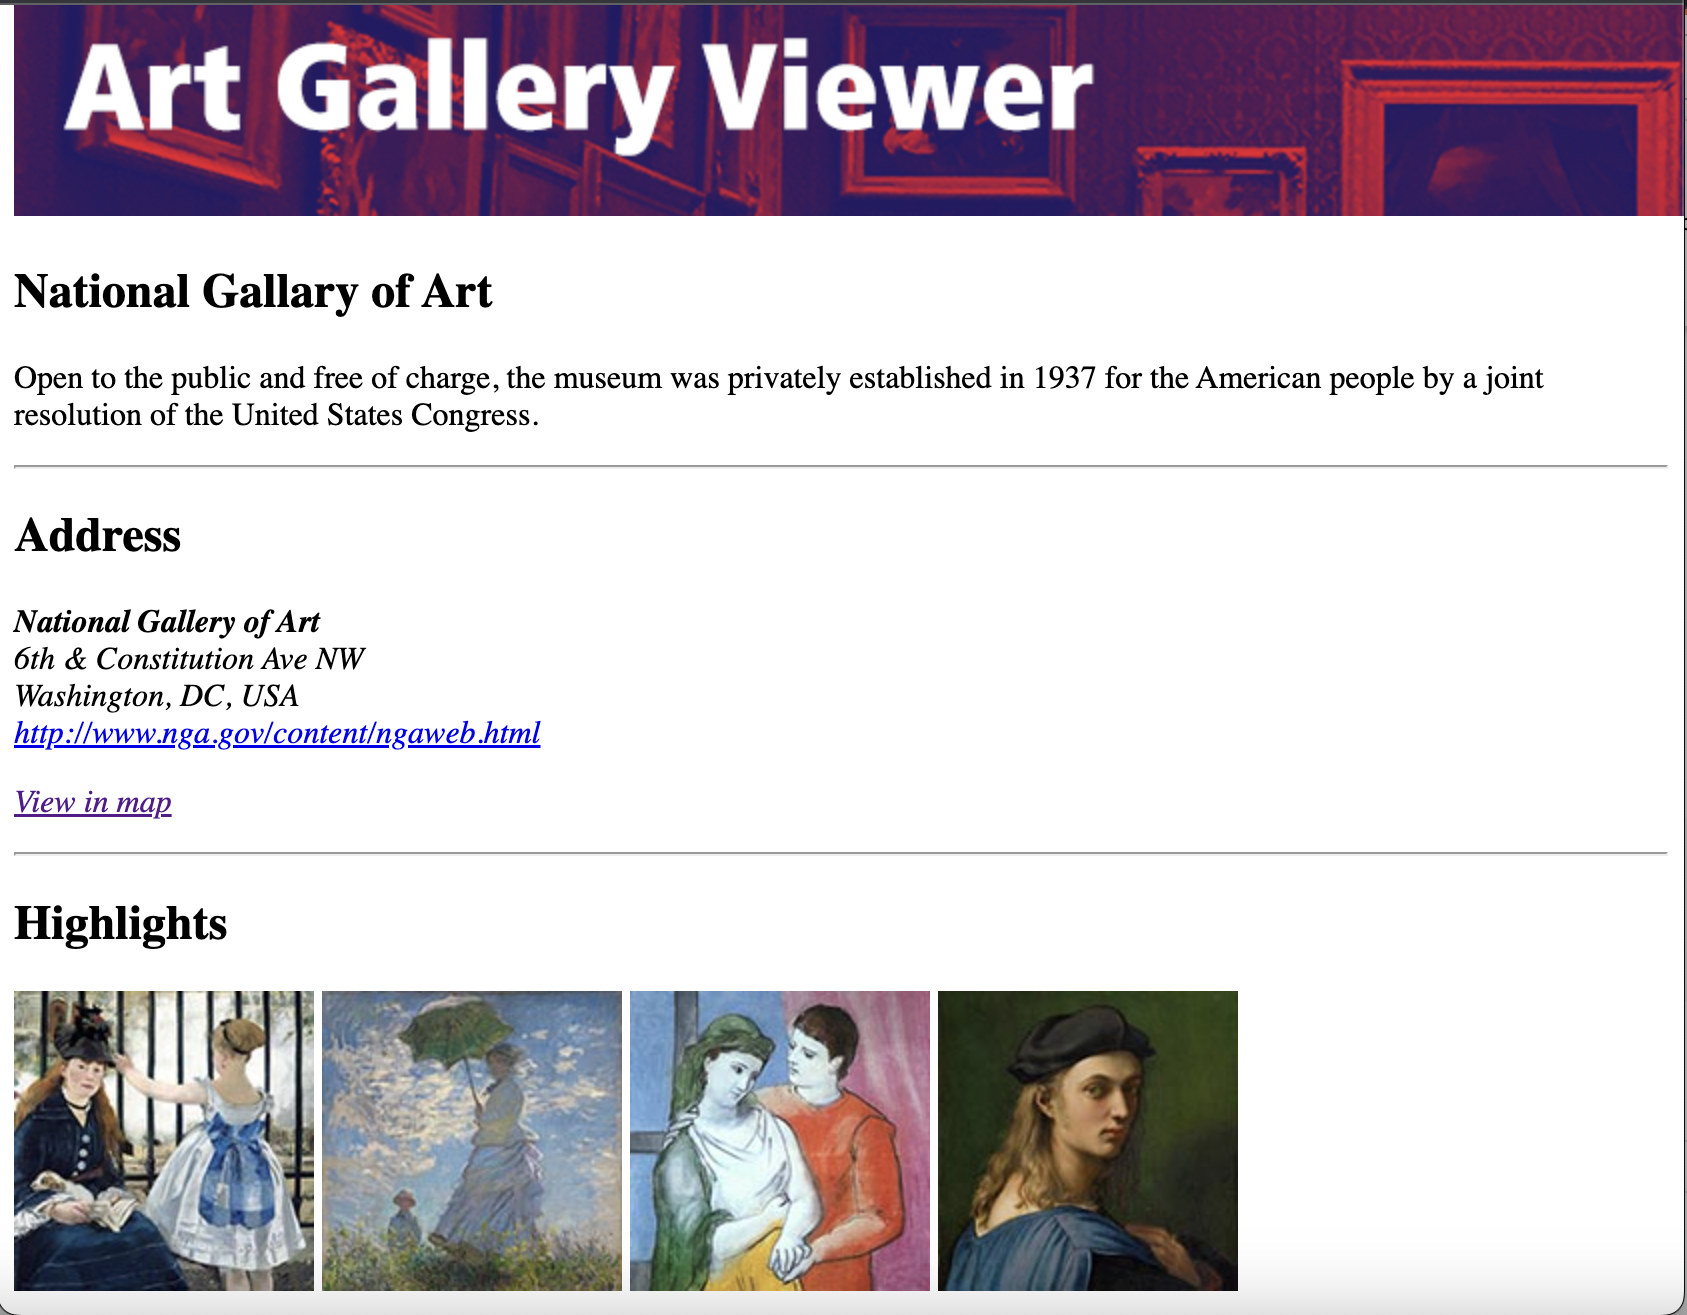 Art Gallery Viewer
National Gallary of Art
Open to the public and free of charge, the museum was privately established in 1937 for the American people by a joint
resolution of the United States Congress.
Address
National Gallery of Art
6th & Constitution Ave NW
Washington, DC, USA
http://www.nga.gov/content/ngaweb.html
View in map
Highlights